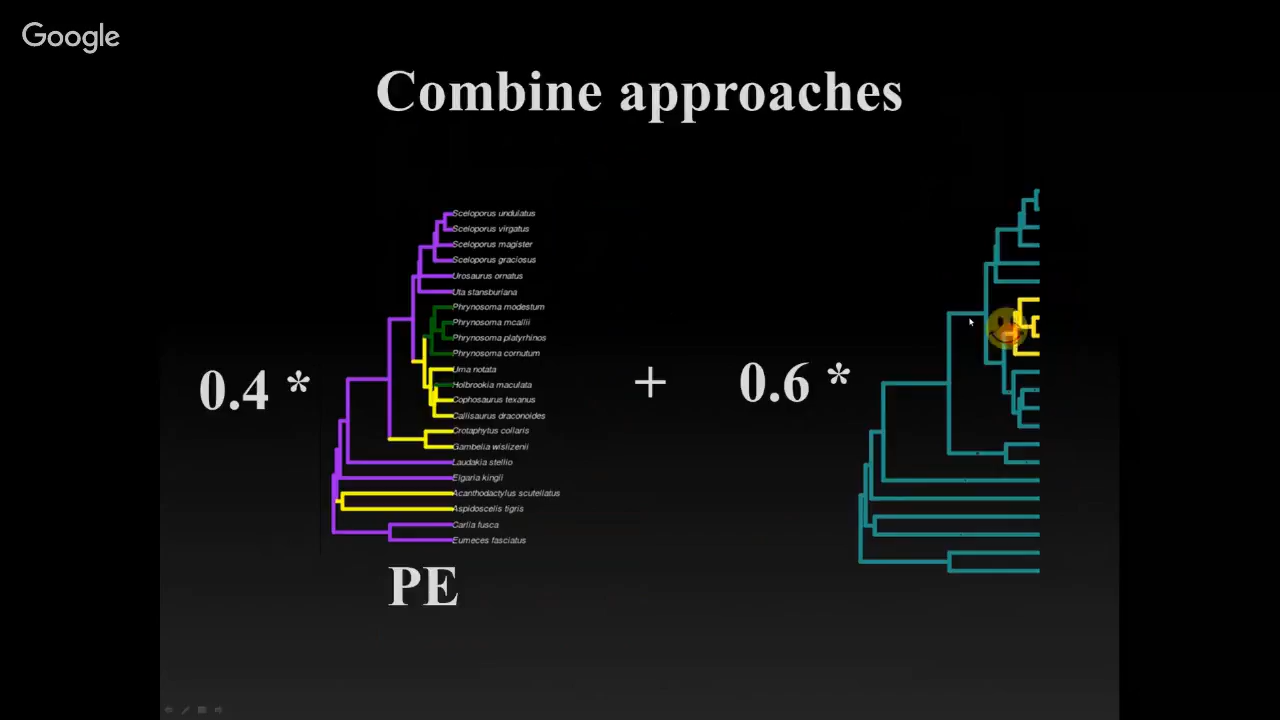 Google
Combine approaches
Sceloporus undulatus
Sceloporus virgatus
Sceloporus magister
Sceloporus graciosus
Urosaurus ornatus
Uta stansburiana
Phrynosoma modestum
Phrynosoma mcallii
Phrynosoma platyrhinos
Phrynosoma cornutum
Uma notata
Holbrookia maculata
Cophosaurus texanus
Callisaurus draconoides
Crotaphytus collaris
Gambelia wislizenii
Laudakia stellio
Elgaria kingii
Acanthodactylus scutellatus
Aspidoscelis tigris
Carlia fusca
Eumeces fasciatus
0.4 *
+
0.6 *
PE